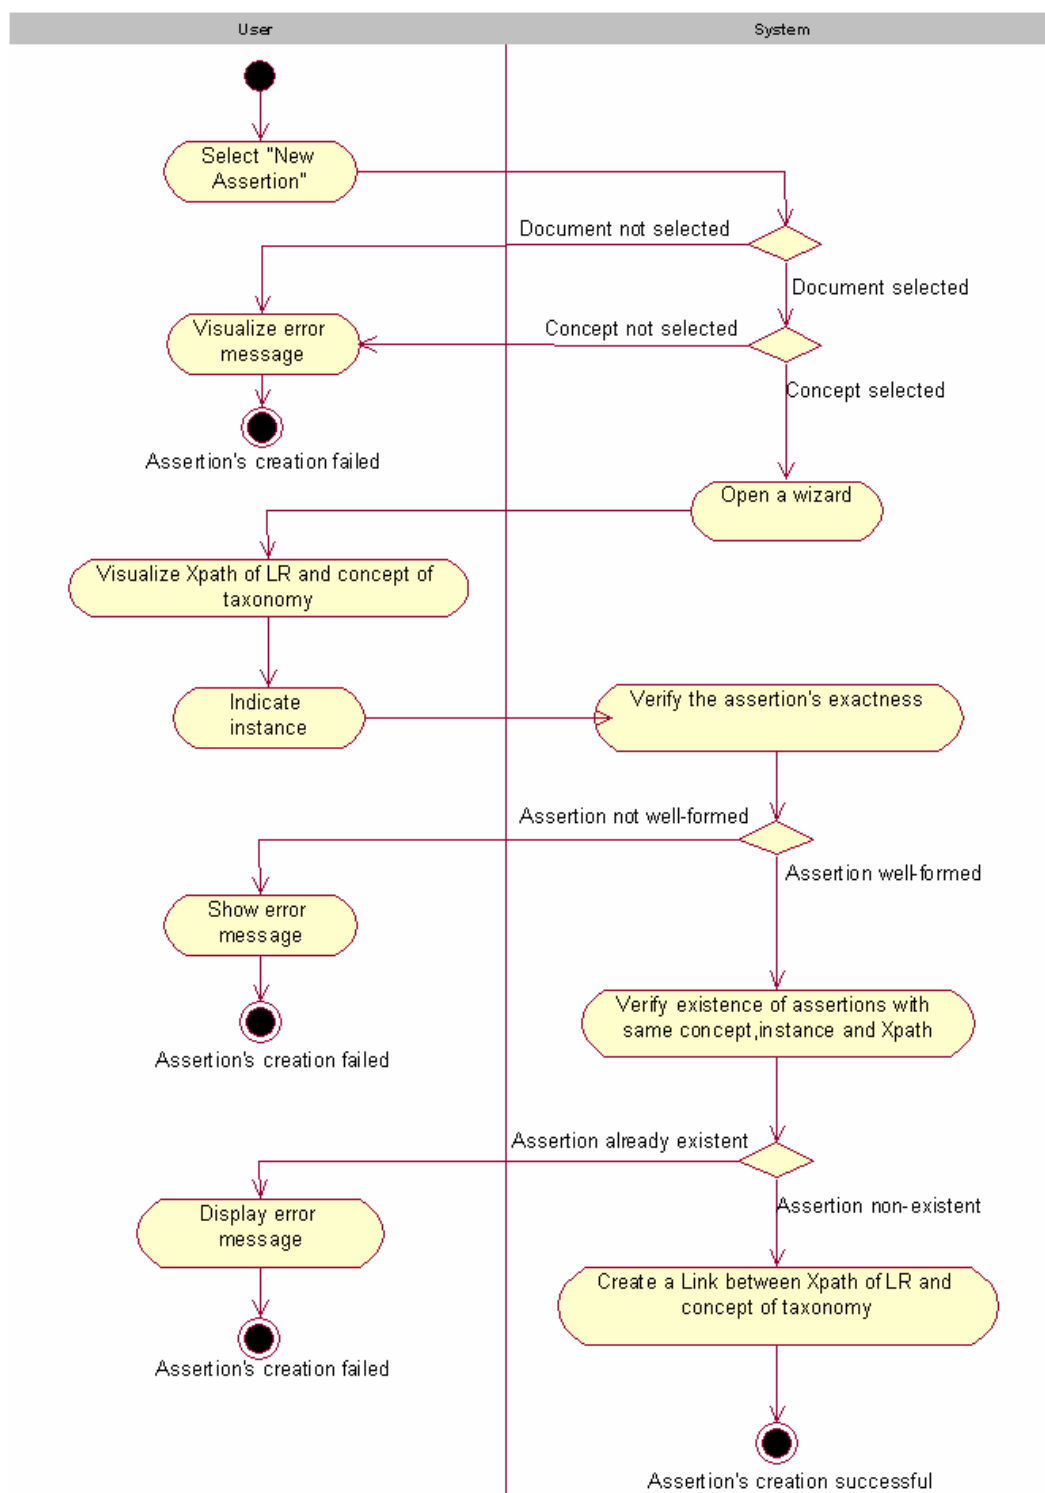 User
System
Select "New
Assertion"
Document not selected
Document selected
Visualize error
message
Concept not selected
Concept selected
Assertion's creation failed
Open a wizard
Visualize Xpath of LR and concept of
taxonomy
Indicate
instance
Verify the assertion's exactness
Assertion not well-formed
Assertion well-formed
Show error
message
Verify existence of assertions with
same concept,instance and Xpath
Assertion's creation failed
Assertion already existent
Assertion non-existent
Display error
message
Create a Link between Xpath of LR and
concept of taxonomy
Assertion's creation failed
Assertion's creation successful